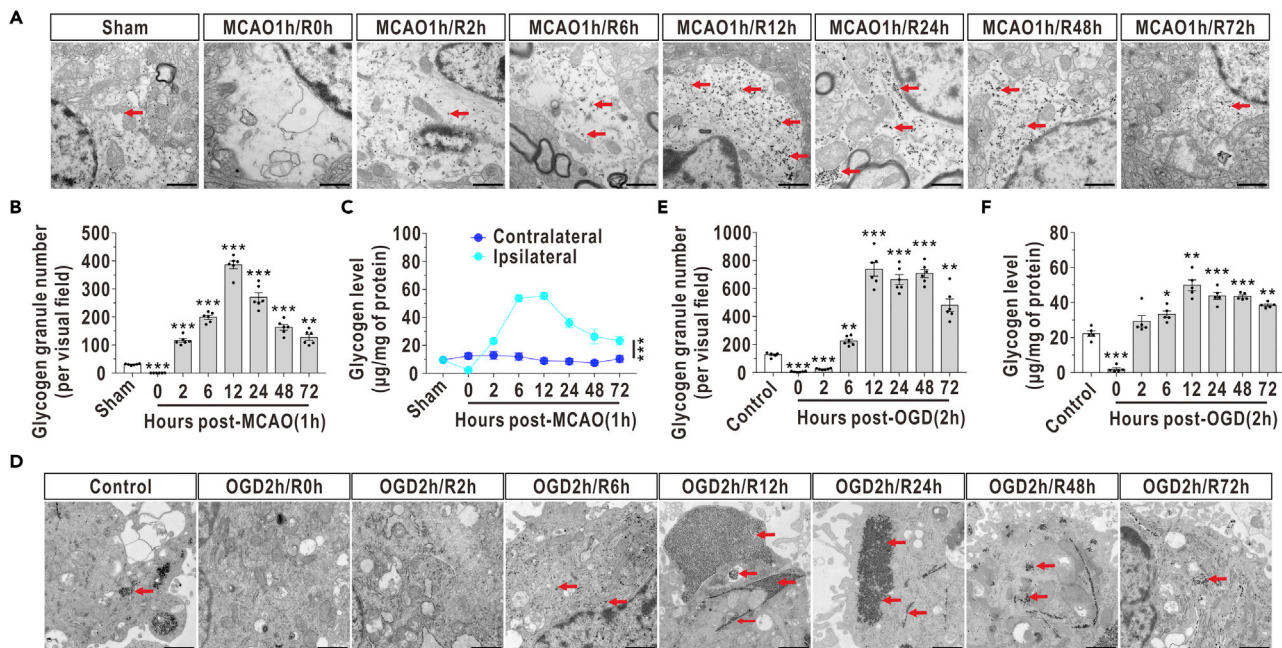 A
Sham MCAO1h/R0h MCAO1h/R2h MCAO1h/R6h MCAO1h/R12h MCAO1h/R24h MCAO1h/R48h MCAO1h/R72h
B
Glycogen granule number
(per visual field)
500
400
300
200
100
0
*** *** *** *** *** *** **
Sham 0 2 6 12 24 48 72
Hours post-MCAO(1h)
C
Glycogen level
(μg/mg of protein)
100
80
60
40
20
0
Contralateral
Ipsilateral
***
Sham 0 2 6 12 24 48 72
Hours post-MCAO(1h)
E
Glycogen granule number
(per visual field)
1000
800
600
400
200
0
*** *** ** *** *** *** **
Control 0 2 6 12 24 48 72
Hours post-OGD(2h)
F
Glycogen level
(μg/mg of protein)
80
60
40
20
0
*** * ** *** *** **
Control 0 2 6 12 24 48 72
Hours post-OGD(2h)
D
Control OGD2h/R0h OGD2h/R2h OGD2h/R6h OGD2h/R12h OGD2h/R24h OGD2h/R48h OGD2h/R72h